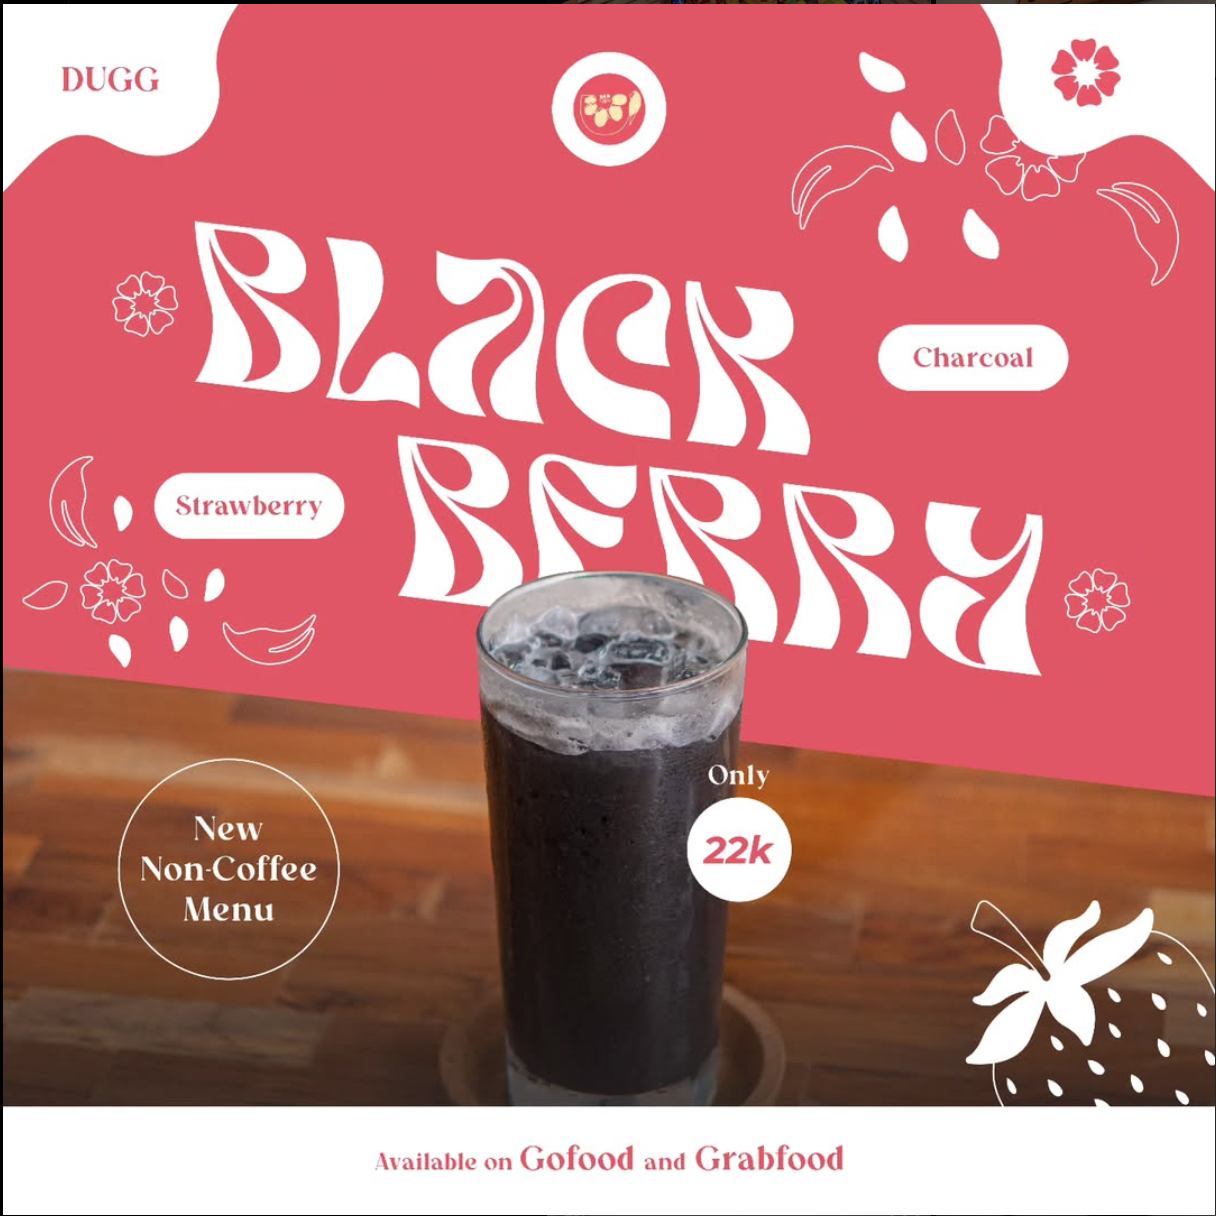 DUGG
BLACK
BERRY
Charcoal
Strawberry
Only
22k
New
Non-Coffee
Menu
Available on Gofood and Grabfood